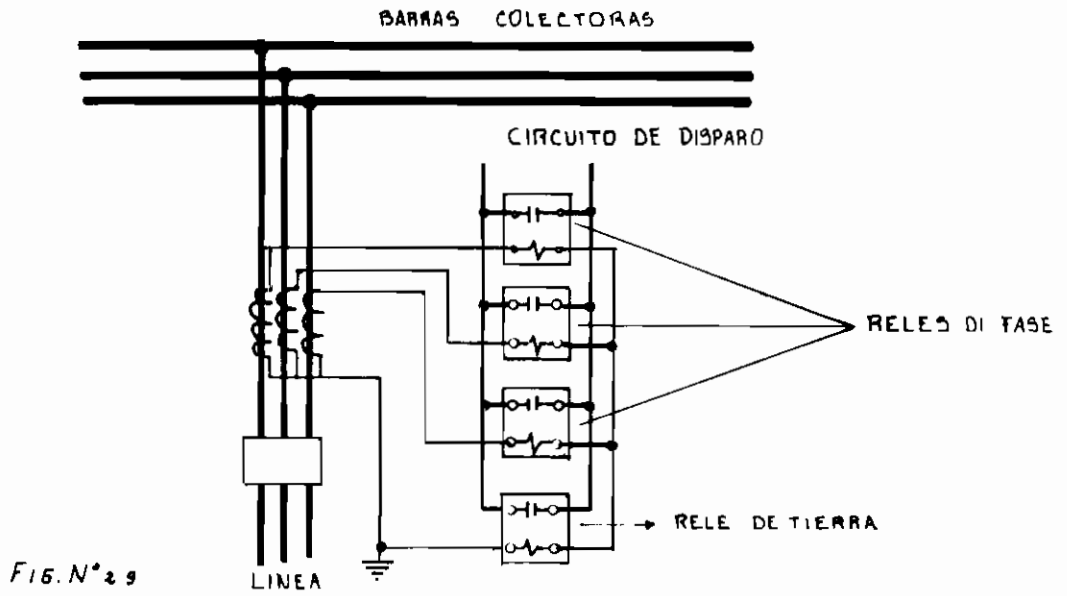 BARRAS COLECTORAS
CIRCUITO DE DISPARO
RELES DI FASE
RELE DE TIERRA
LINEA
FIG. N° 29